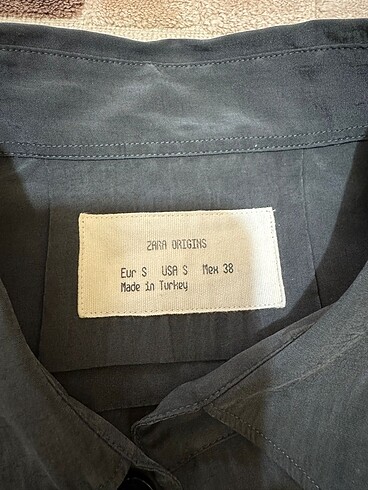 ZARA ORIGINS
Eur S USA S Mex 38
Made in Turkey